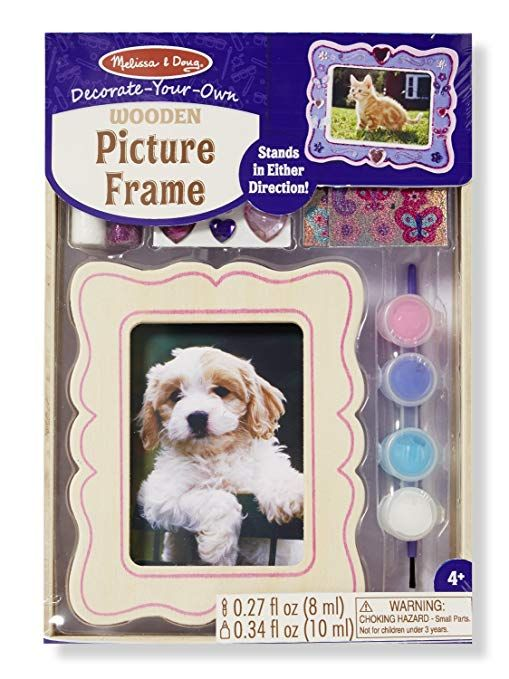 Melissa & Doug
Decorate-Your-Own
WOODEN
Picture
Frame
Stands
in Either
Direction!
4+
0.27 fl oz (8 ml)
0.34 fl oz (10 ml)
WARNING:
CHOKING HAZARD - Small Parts.
Not for children under 3 years.